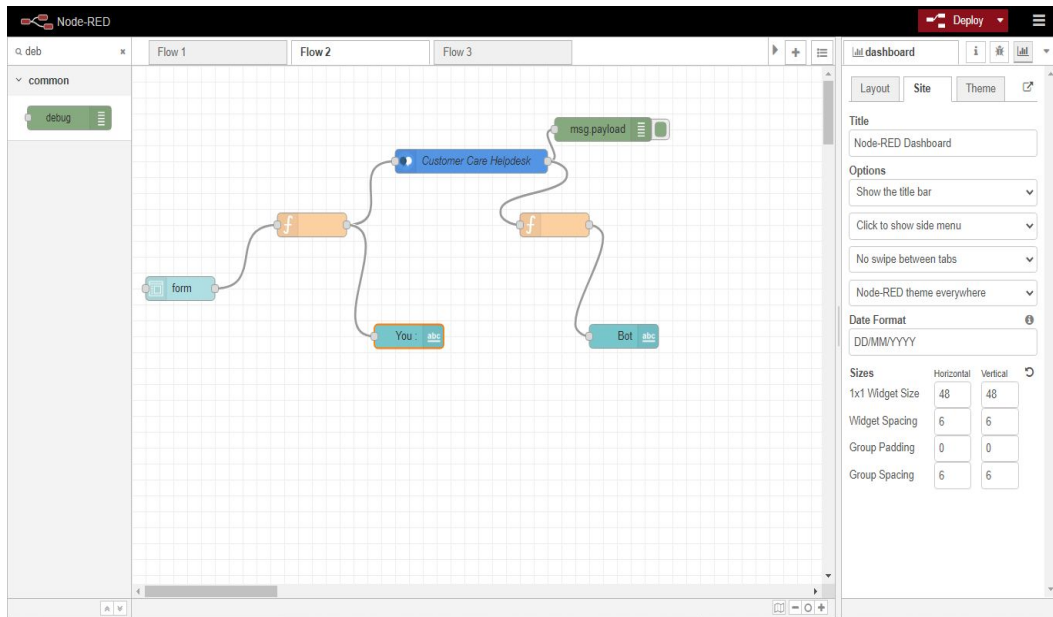 Node-RED
Deploy
deb
x
Flow 1
Flow 2
Flow 3
+
dashboard
i
common
debug
Layout
Site
Theme
msg.payload
Title
Node-RED Dashboard
Customer Care Helpdesk
Options
Show the title bar
f
f
Click to show side menu
No swipe between tabs
form
Node-RED theme everywhere
Date Format
You :
abc
Bot
abc
DD/MM/YYYY
Sizes
Horizontal
Vertical
1x1 Widget Size
48
48
Widget Spacing
6
6
Group Padding
0
0
Group Spacing
6
6